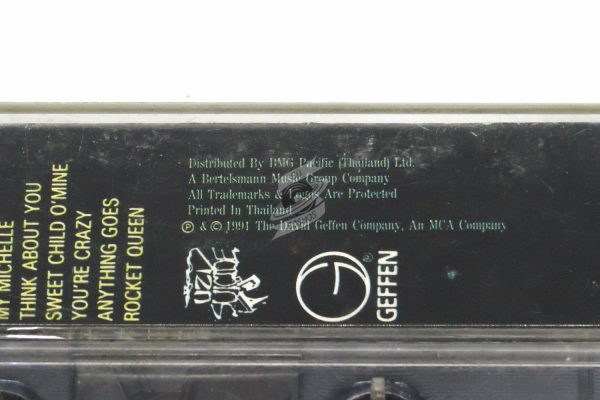 MY MICHELLE
THINK ABOUT YOU
SWEET CHILD O'MINE
YOU'RE CRAZY
ANYTHING GOES
ROCKET QUEEN
Distributed By BMG Pacific (Thailand) Ltd.
A Bertelsmann Music Group Company
All Trademarks & Logos Are Protected
Printed In Thailand
℗ & © 1991 The David Geffen Company, An MCA Company
GEFFEN®